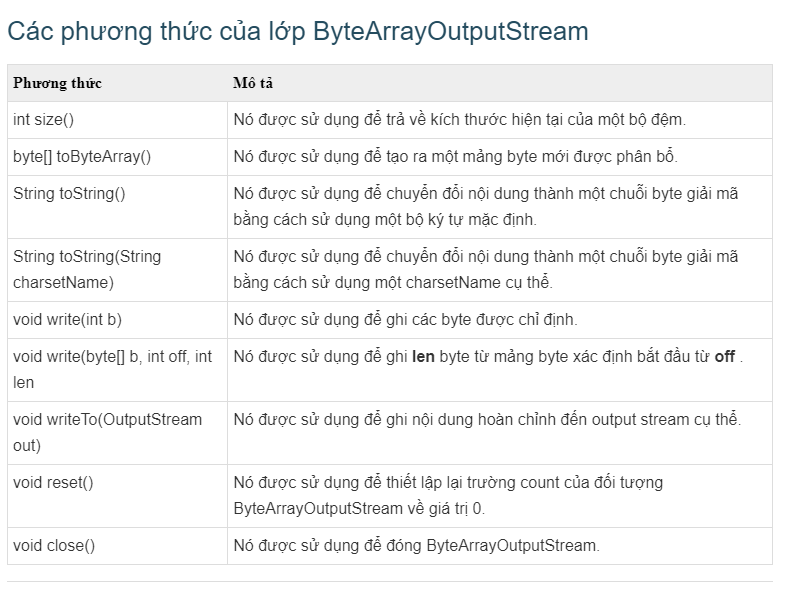 Các phương thức của lớp ByteArrayOutputStream
Phương thức Mô tả
int size() Nó được sử dụng để trả về kích thước hiện tại của một bộ đệm.
byte[] toByteArray() Nó được sử dụng để tạo ra một mảng byte mới được phân bổ.
String toString() Nó được sử dụng để chuyển đổi nội dung thành một chuỗi byte giải mã
bằng cách sử dụng một bộ ký tự mặc định.
String toString(String Nó được sử dụng để chuyển đổi nội dung thành một chuỗi byte giải mã
charsetName) bằng cách sử dụng một charsetName cụ thể.
void write(int b) Nó được sử dụng để ghi các byte được chỉ định.
void write(byte[] b, int off, int Nó được sử dụng để ghi len byte từ mảng byte xác định bắt đầu từ off .
len
void writeTo(OutputStream Nó được sử dụng để ghi nội dung hoàn chỉnh đến output stream cụ thể.
out)
void reset() Nó được sử dụng để thiết lập lại trường count của đối tượng
ByteArrayOutputStream về giá trị 0.
void close() Nó được sử dụng để đóng ByteArrayOutputStream.